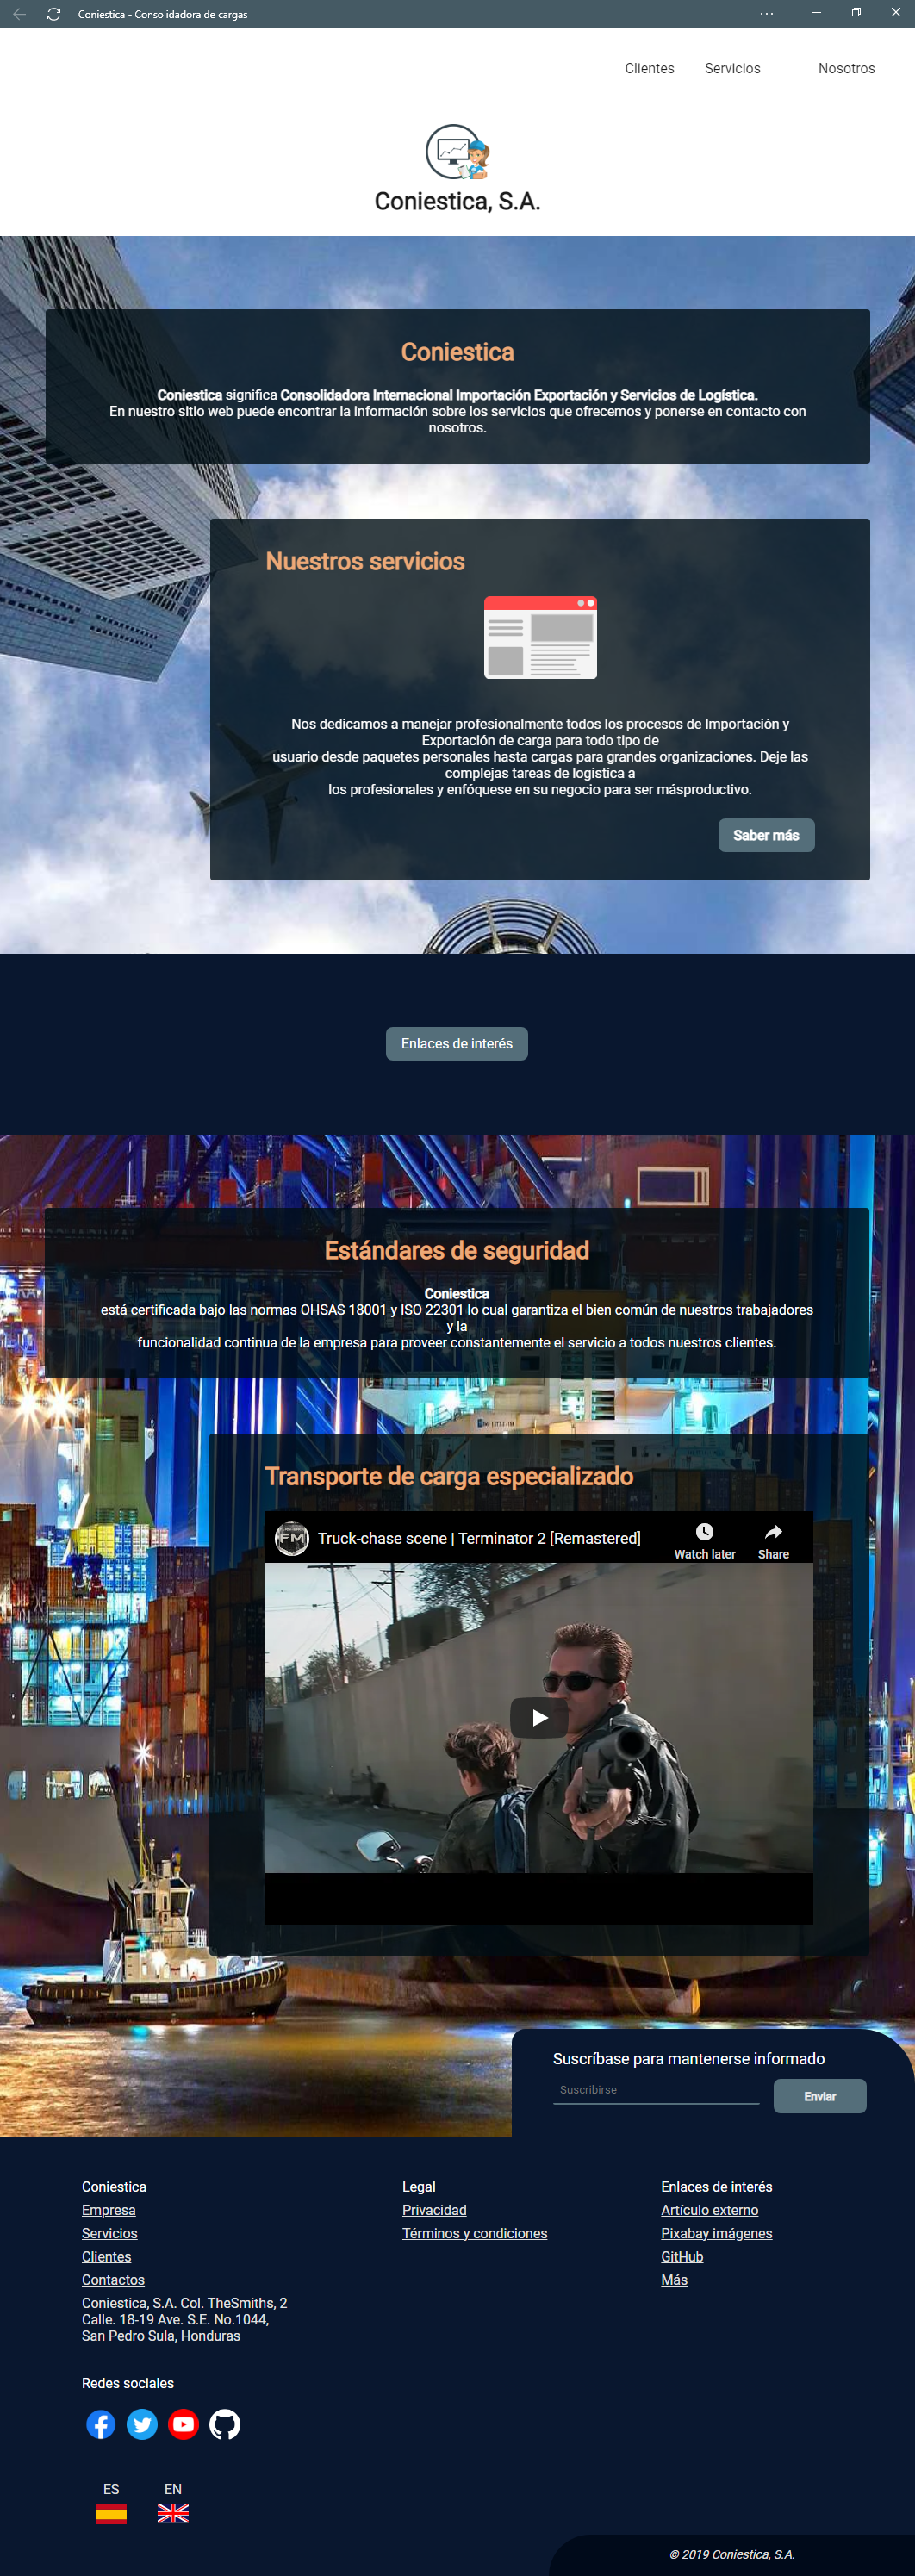 Coniestica - Consolidadora de cargas
Clientes Servicios Nosotros
Coniestica, S.A.
Coniestica
Coniestica significa Consolidadora Internacional Importación Exportación y Servicios de Logística.
En nuestro sitio web puede encontrar la información sobre los servicios que ofrecemos y ponerse en contacto con
nosotros.
Nuestros servicios
Nos dedicamos a manejar profesionalmente todos los procesos de Importación y
Exportación de carga para todo tipo de
usuario desde paquetes personales hasta cargas para grandes organizaciones. Deje las
complejas tareas de logística a
los profesionales y enfóquese en su negocio para ser másproductivo.
Saber más
Enlaces de interés
Estándares de seguridad
Coniestica
está certificada bajo las normas OHSAS 18001 y ISO 22301 lo cual garantiza el bien común de nuestros trabajadores
y la
funcionalidad continua de la empresa para proveer constantemente el servicio a todos nuestros clientes.
Transporte de carga especializado
FM
Truck-chase scene | Terminator 2 [Remastered]
Watch later
Share
Suscríbase para mantenerse informado
Suscribirse
Enviar
Coniestica
Empresa
Servicios
Clientes
Contactos
Coniestica, S.A. Col. TheSmiths, 2
Calle. 18-19 Ave. S.E. No.1044,
San Pedro Sula, Honduras
Legal
Privacidad
Términos y condiciones
Enlaces de interés
Artículo externo
Pixabay imágenes
GitHub
Más
Redes sociales
ES EN
© 2019 Coniestica, S.A.